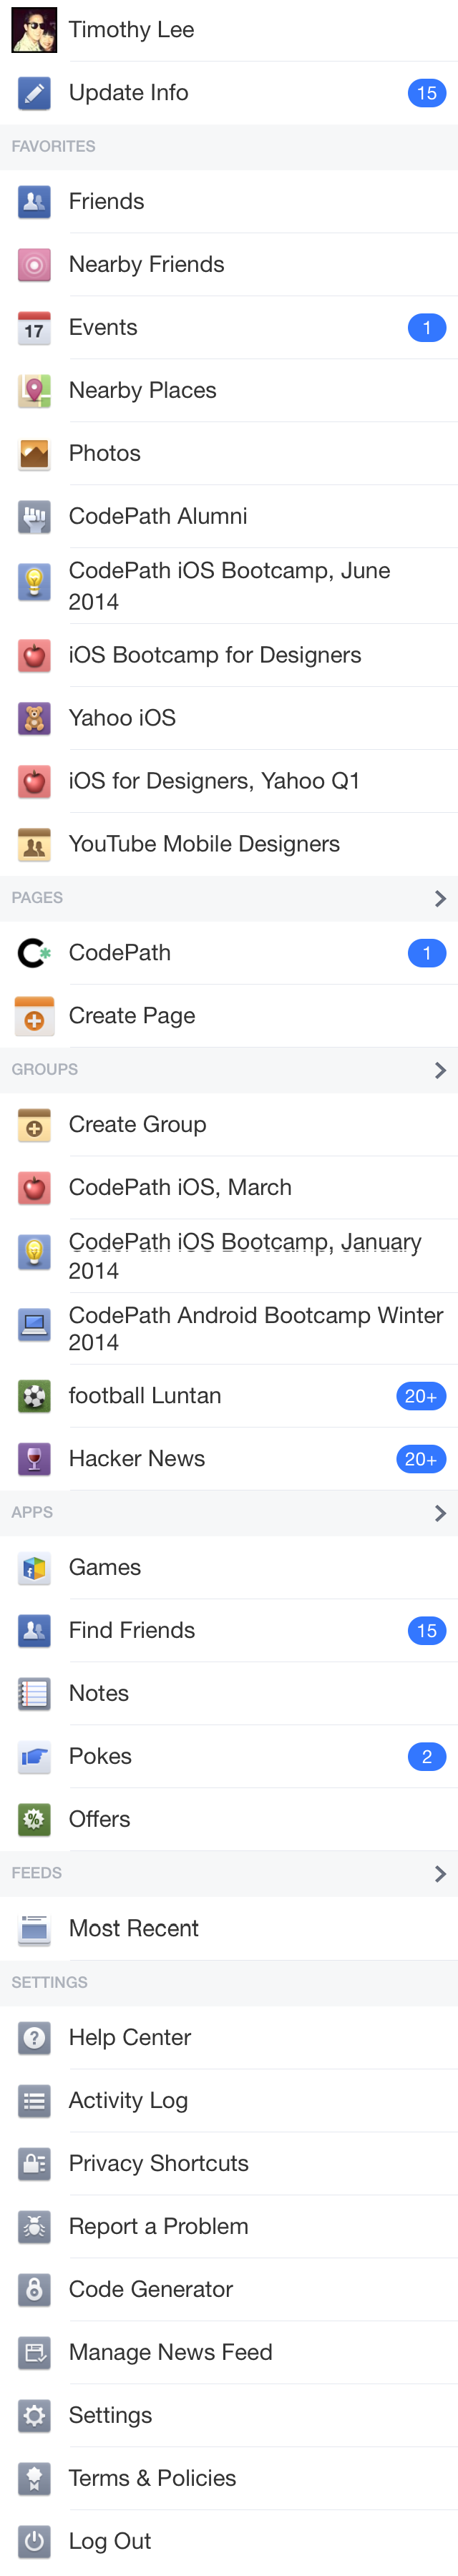 Timothy Lee
Update Info 15
FAVORITES
Friends
Nearby Friends
17 Events 1
Nearby Places
Photos
CodePath Alumni
CodePath iOS Bootcamp, June
2014
iOS Bootcamp for Designers
Yahoo iOS
iOS for Designers, Yahoo Q1
YouTube Mobile Designers
PAGES
CodePath 1
Create Page
GROUPS
Create Group
CodePath iOS, March
CodePath iOS Bootcamp, January
2014
CodePath Android Bootcamp Winter
2014
football Luntan 20+
Hacker News 20+
APPS
Games
Find Friends 15
Notes
Pokes 2
Offers
FEEDS
Most Recent
SETTINGS
Help Center
Activity Log
Privacy Shortcuts
Report a Problem
Code Generator
Manage News Feed
Settings
Terms & Policies
Log Out